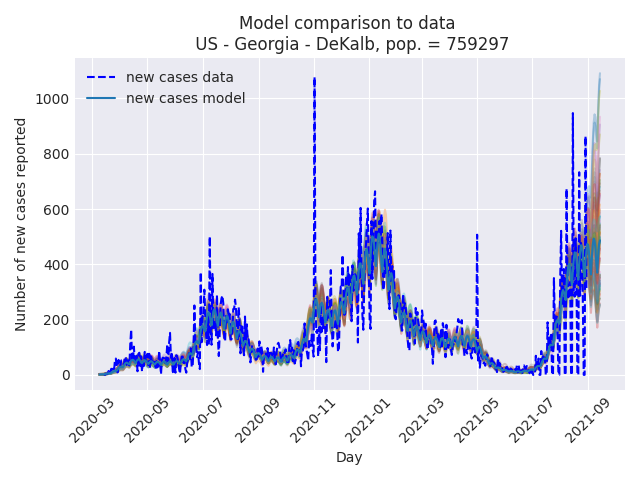 Model comparison to data
US - Georgia - DeKalb, pop. = 759297
new cases data
new cases model
Number of new cases reported
1000
800
600
400
200
0
2020-03
2020-05
2020-07
2020-09
2020-11
2021-01
2021-03
2021-05
2021-07
2021-09
Day